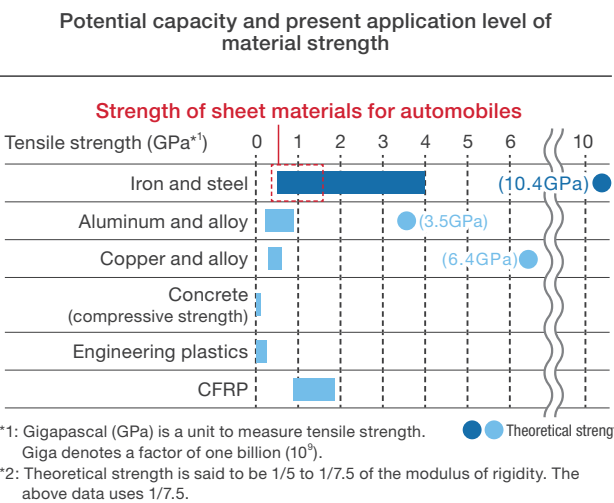 Potential capacity and present application level of
material strength
Strength of sheet materials for automobiles
Tensile strength (GPa*1) 0 1 2 3 4 5 6 10
Iron and steel (10.4GPa)
Aluminum and alloy (3.5GPa)
Copper and alloy (6.4GPa)
Concrete
(compressive strength)
Engineering plastics
CFRP
*1: Gigapascal (GPa) is a unit to measure tensile strength.
Giga denotes a factor of one billion (10⁹).
Theoretical streng
*2: Theoretical strength is said to be 1/5 to 1/7.5 of the modulus of rigidity. The
above data uses 1/7.5.